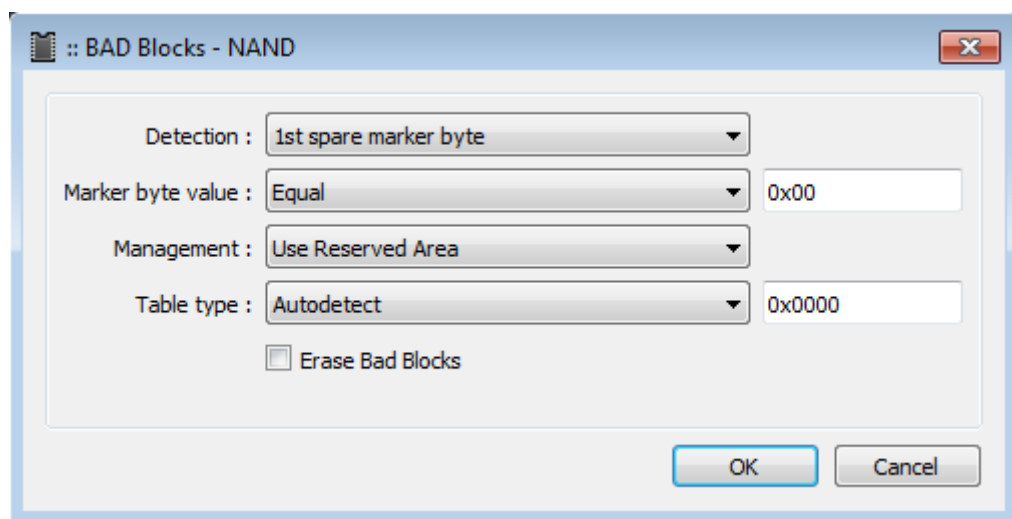 :: BAD Blocks - NAND
Detection : 1st spare marker byte
Marker byte value : Equal 0x00
Management : Use Reserved Area
Table type : Autodetect 0x0000
Erase Bad Blocks
OK Cancel